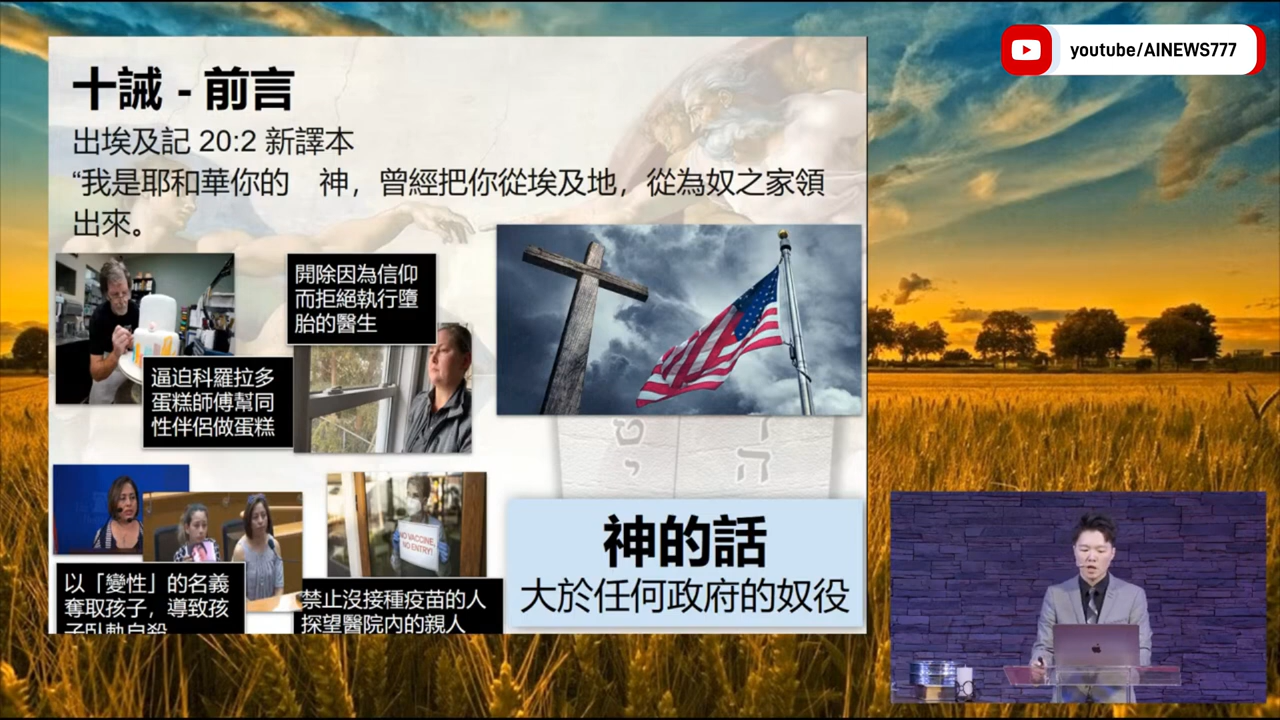 youtube/AINEWS777
十誡 - 前言
出埃及記 20:2 新譯本
“我是耶和華你的　神，曾經把你從埃及地，從為奴之家領
出來。
開除因為信仰
而拒絕執行墮
胎的醫生
逼迫科羅拉多
蛋糕師傅幫同
性伴侶做蛋糕
NO VACCINE,
NO ENTRY!
以「變性」的名義
奪取孩子，導致孩
子臥軌自殺
禁止沒接種疫苗的人
探望醫院內的親人
神的話
大於任何政府的奴役